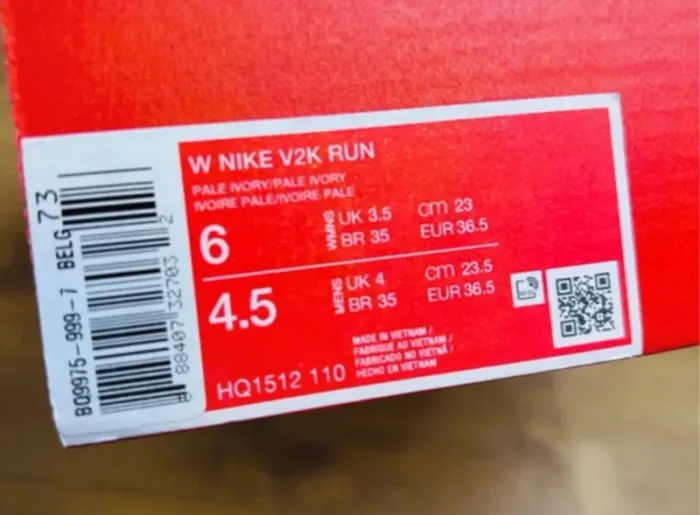 W NIKE V2K RUN
PALE IVORY/PALE IVORY
IVOIRE PALE/IVOIRE PALE
6
WMNS
UK 3.5
CM 23
BR 35
EUR 36.5
4.5
MENS
UK 4
CM 23.5
BR 35
EUR 36.5
HQ1512 110
MADE IN VIETNAM /
FABRIQUE AU VIETNAM /
FABRICADO NO VIETNÃ /
HECHO EN VIETNAM
BQ9975-999-7 BELG 73
88407 32703 2